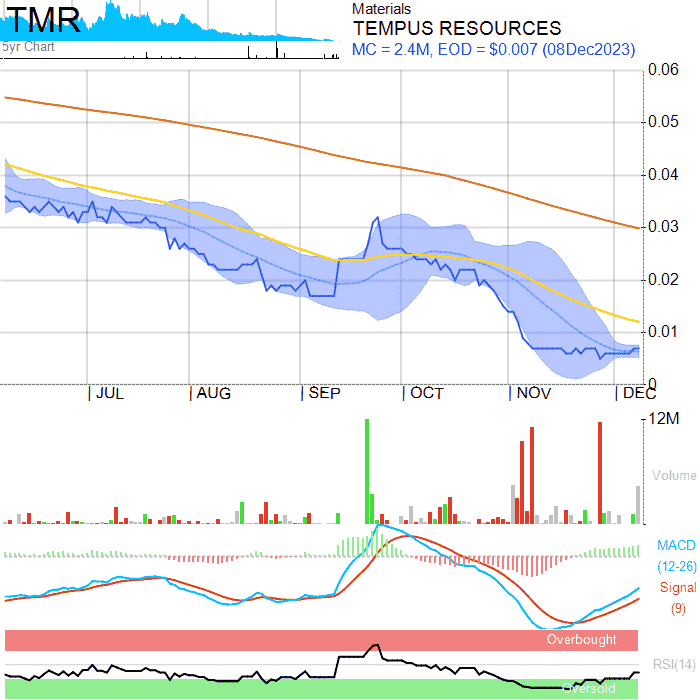 TMR
5yr Chart
Materials
TEMPUS RESOURCES
MC = 2.4M, EOD = $0.007 (08Dec2023)
0.06
0.05
0.04
0.03
0.02
0.01
0
JUL AUG SEP OCT NOV DEC
12M
Volume
MACD
(12-26)
Signal
(9)
Overbought
RSI(14)
Oversold